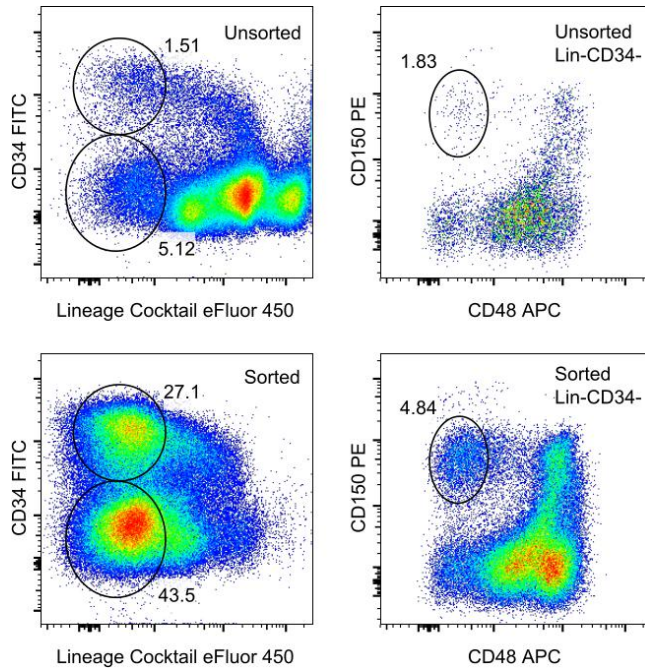 1.51
Unsorted
CD34 FITC
5.12
Lineage Cocktail eFluor 450
Unsorted
Lin-CD34-
1.83
CD150 PE
CD48 APC
27.1
Sorted
CD34 FITC
43.5
Lineage Cocktail eFluor 450
Sorted
Lin-CD34-
4.84
CD150 PE
CD48 APC